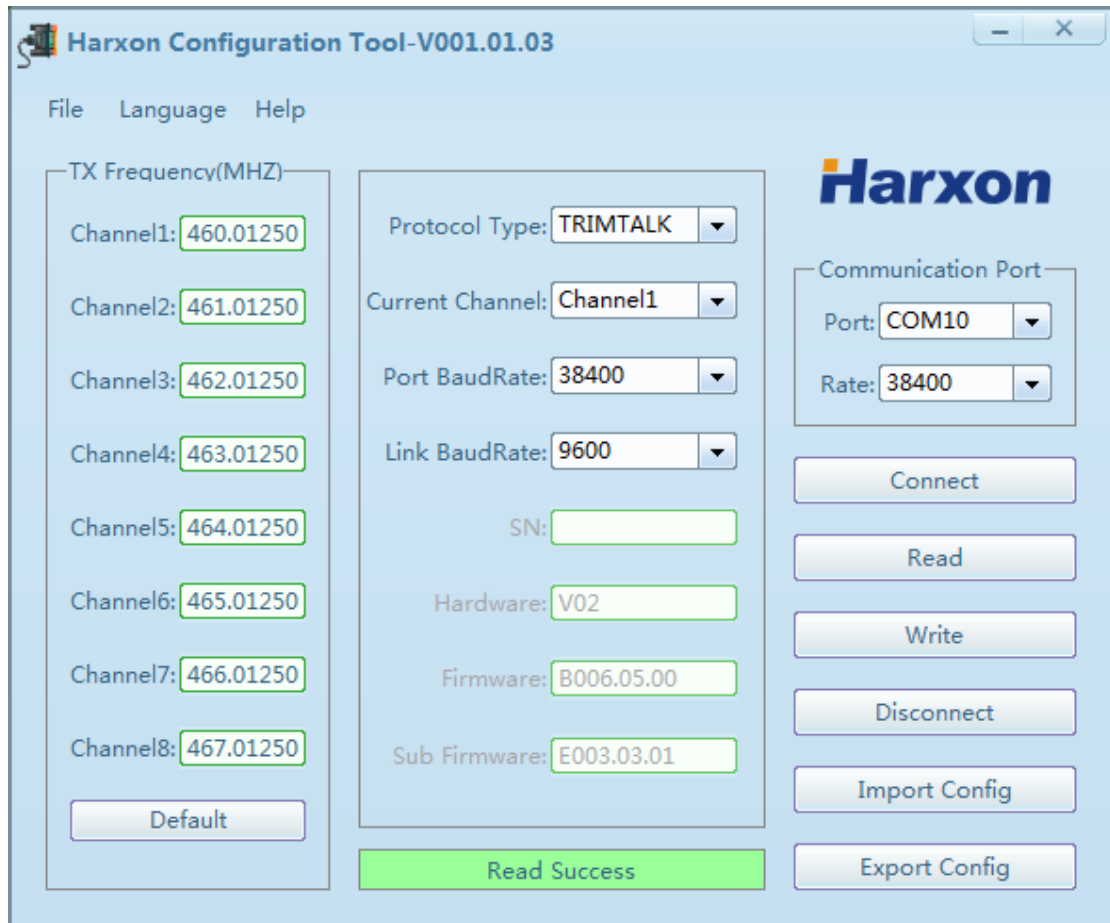 Harxon Configuration Tool-V001.01.03
File Language Help
TX Frequency(MHZ)
Channel1: 460.01250
Channel2: 461.01250
Channel3: 462.01250
Channel4: 463.01250
Channel5: 464.01250
Channel6: 465.01250
Channel7: 466.01250
Channel8: 467.01250
Default
Protocol Type: TRIMTALK
Current Channel: Channel1
Port BaudRate: 38400
Link BaudRate: 9600
SN:
Hardware: V02
Firmware: B006.05.00
Sub Firmware: E003.03.01
Read Success
Harxon
Communication Port
Port: COM10
Rate: 38400
Connect
Read
Write
Disconnect
Import Config
Export Config